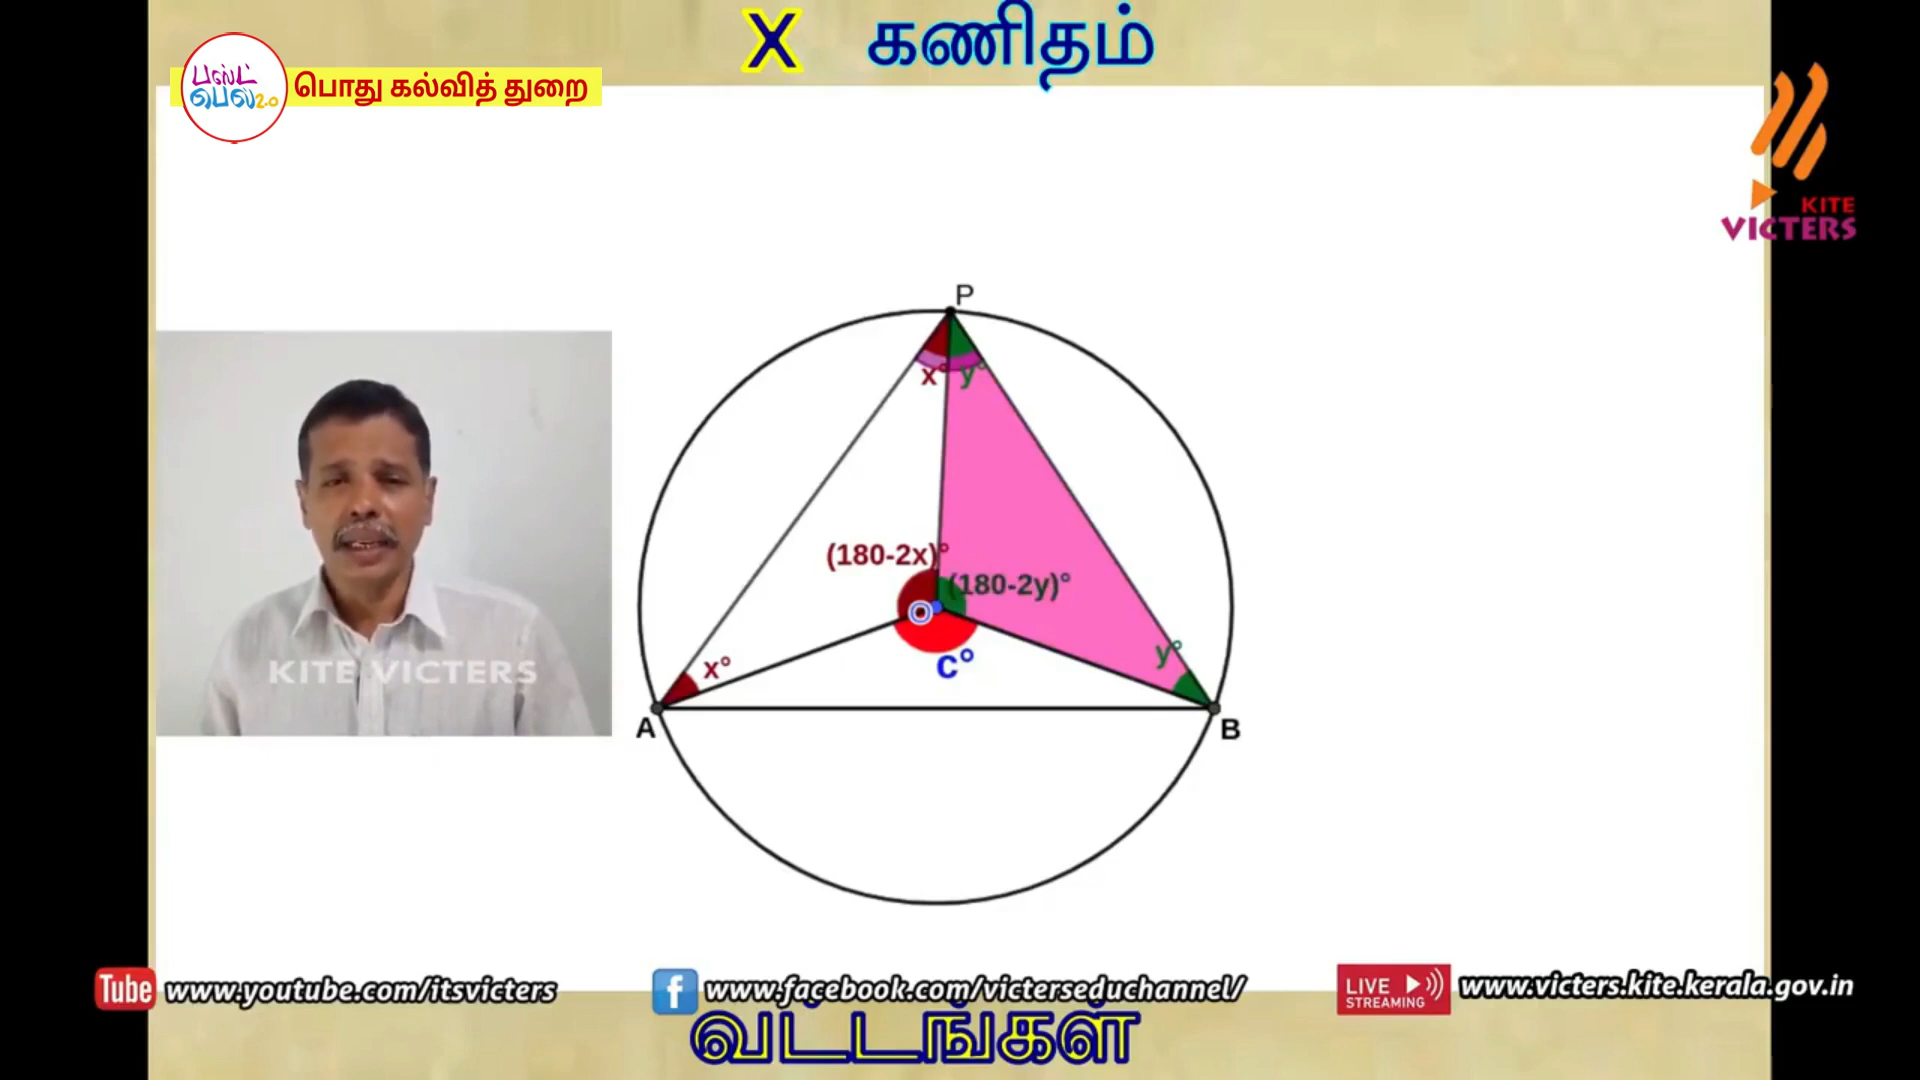 X கணிதம்
பஸ்ட்
பெல் 2.0
பொது கல்வித் துறை
KITE
VICTERS
P
x° y°
(180-2x)°
(180-2y)°
O
C°
x°
y°
A
B
KITE VICTERS
Tube www.youtube.com/itsvicters
f www.facebook.com/victerseduchannel/
LIVE
STREAMING
www.victers.kite.kerala.gov.in
வட்டங்கள்